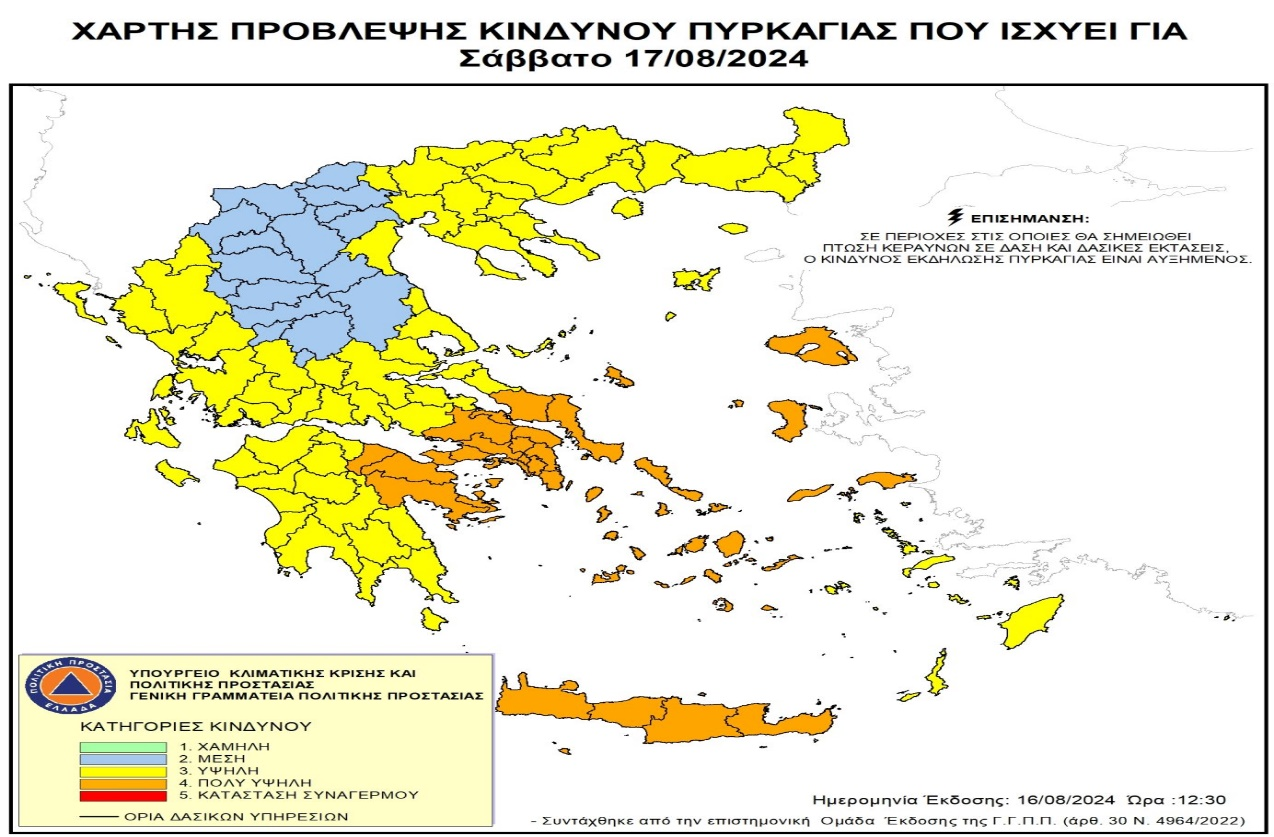 ΧΑΡΤΗΣ ΠΡΟΒΛΕΨΗΣ ΚΙΝΔΥΝΟΥ ΠΥΡΚΑΓΙΑΣ ΠΟΥ ΙΣΧΥΕΙ ΓΙΑ
Σάββατο 17/08/2024
ΕΠΙΣΗΜΑΝΣΗ:
ΣΕ ΠΕΡΙΟΧΕΣ ΣΤΙΣ ΟΠΟΙΕΣ ΘΑ ΣΗΜΕΙΩΘΕΙ
ΠΤΩΣΗ ΚΕΡΑΥΝΩΝ ΣΕ ΔΑΣΗ ΚΑΙ ΔΑΣΙΚΕΣ ΕΚΤΑΣΕΙΣ,
Ο ΚΙΝΔΥΝΟΣ ΕΚΔΗΛΩΣΗΣ ΠΥΡΚΑΓΙΑΣ ΕΙΝΑΙ ΑΥΞΗΜΕΝΟΣ.
ΠΟΛΙΤΙΚΗ ΠΡΟΣΤΑΣΙΑ
ΕΛΛΑΔΑ
ΥΠΟΥΡΓΕΙΟ ΚΛΙΜΑΤΙΚΗΣ ΚΡΙΣΗΣ ΚΑΙ
ΠΟΛΙΤΙΚΗΣ ΠΡΟΣΤΑΣΙΑΣ
ΓΕΝΙΚΗ ΓΡΑΜΜΑΤΕΙΑ ΠΟΛΙΤΙΚΗΣ ΠΡΟΣΤΑΣΙΑΣ
ΚΑΤΗΓΟΡΙΕΣ ΚΙΝΔΥΝΟΥ
1. ΧΑΜΗΛΗ
2. ΜΕΣΗ
3. ΥΨΗΛΗ
4. ΠΟΛΥ ΥΨΗΛΗ
5. ΚΑΤΑΣΤΑΣΗ ΣΥΝΑΓΕΡΜΟΥ
ΟΡΙΑ ΔΑΣΙΚΩΝ ΥΠΗΡΕΣΙΩΝ
Ημερομηνία Έκδοσης: 16/08/2024 Ώρα :12:30
- Συντάχθηκε από την επιστημονική Ομάδα Έκδοσης της Γ.Γ.Π.Π. (άρθ. 30 Ν. 4964/2022)